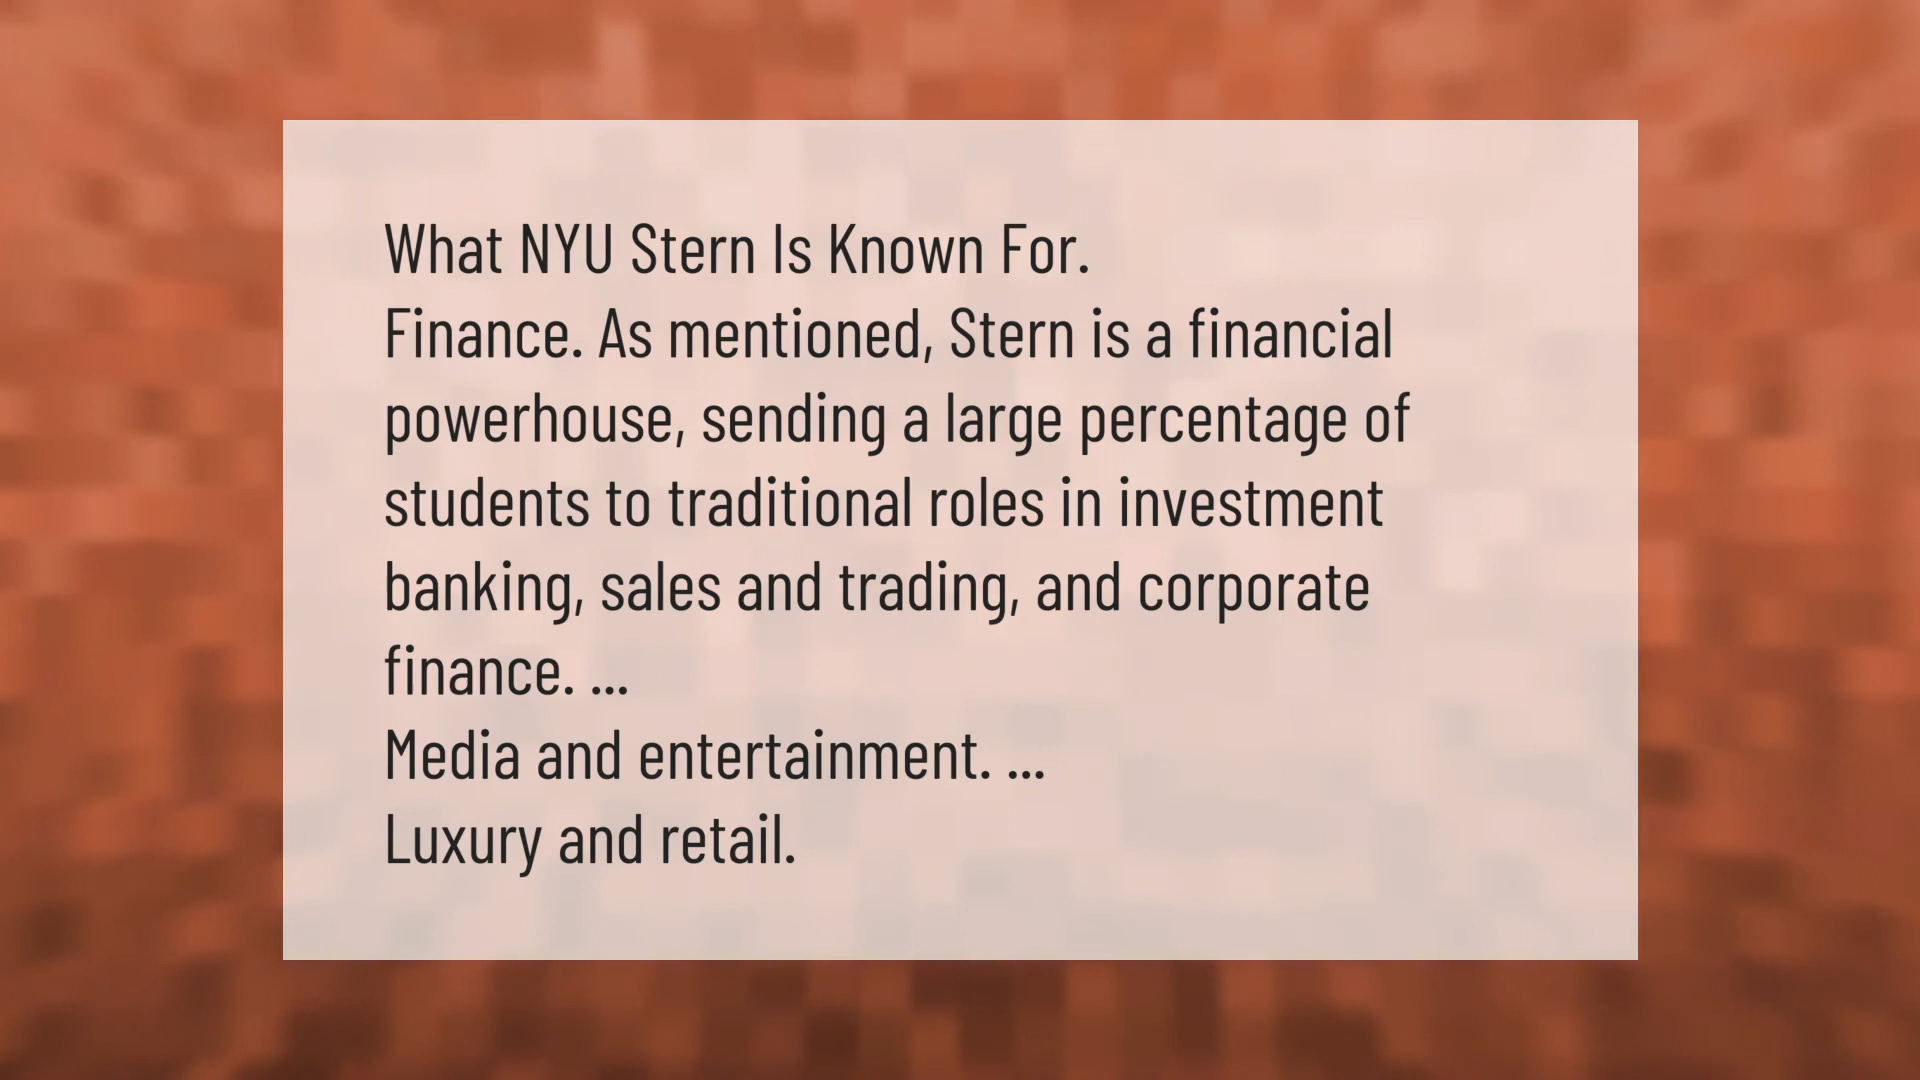 What NYU Stern Is Known For.
Finance. As mentioned, Stern is a financial
powerhouse, sending a large percentage of
students to traditional roles in investment
banking, sales and trading, and corporate
finance. ...
Media and entertainment. ...
Luxury and retail.